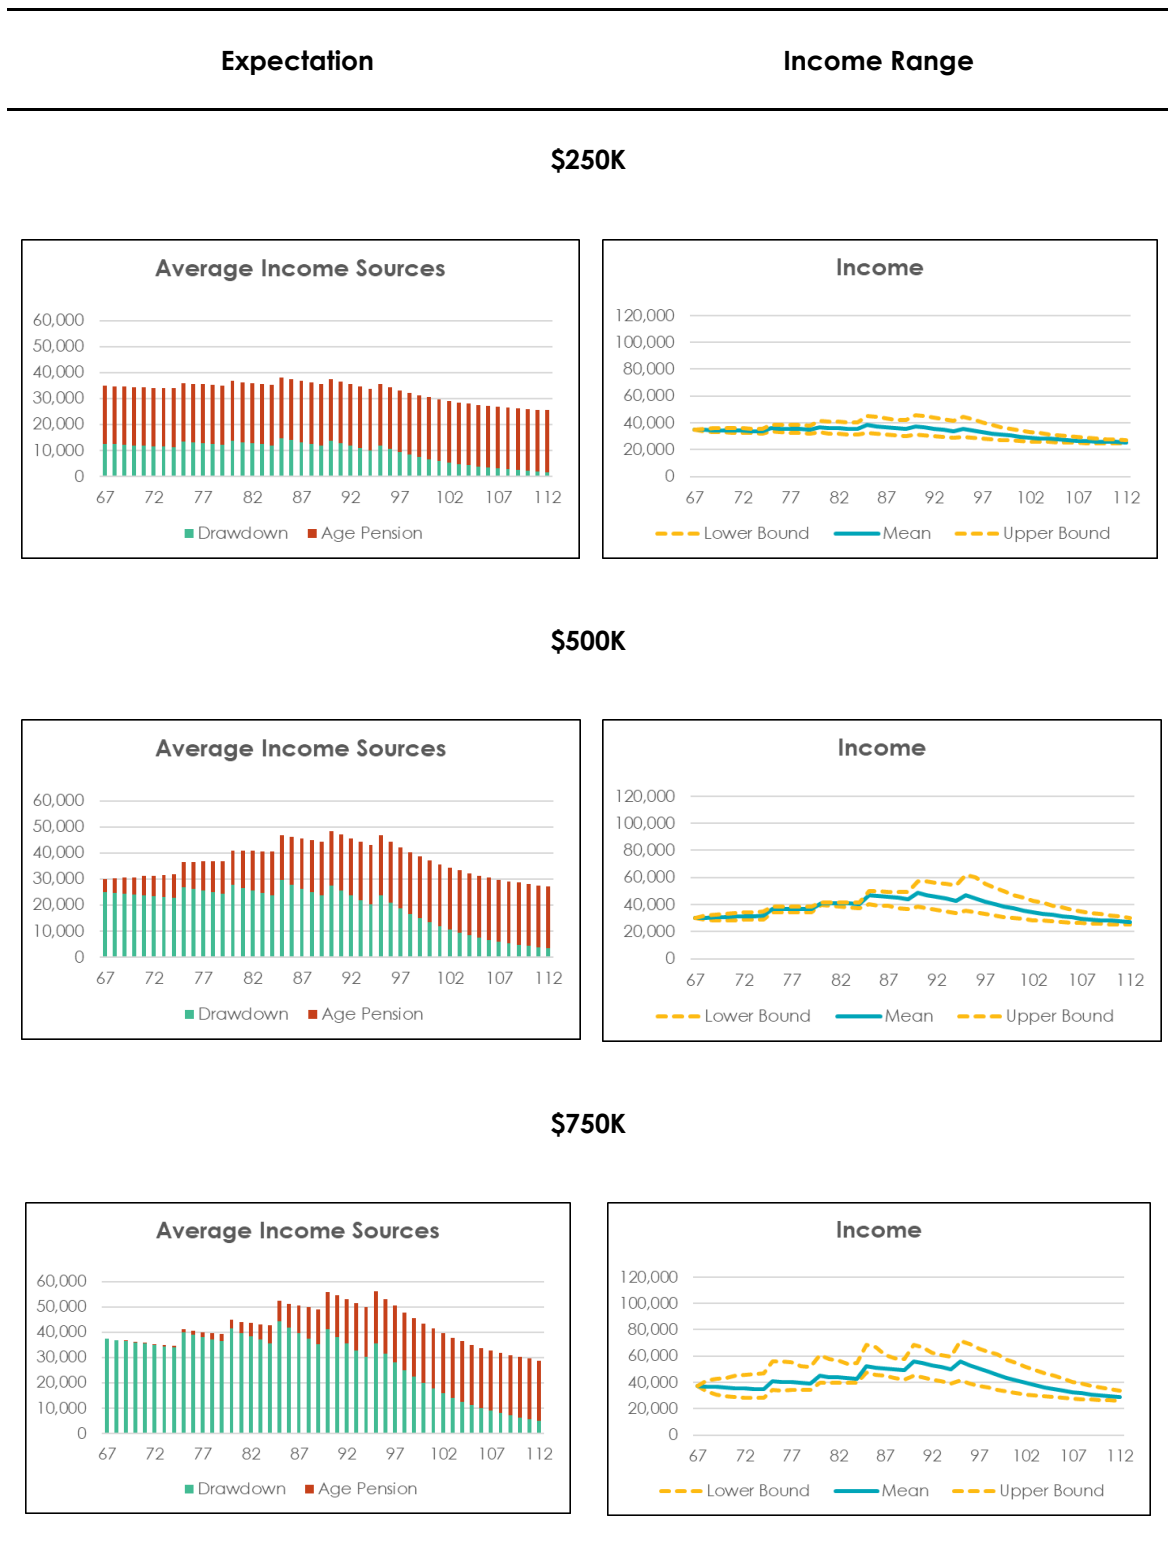 Expectation Income Range
$250K
Average Income Sources
60,000
50,000
40,000
30,000
20,000
10,000
0
67 72 77 82 87 92 97 102 107 112
Drawdown Age Pension
Income
120,000
100,000
80,000
60,000
40,000
20,000
0
67 72 77 82 87 92 97 102 107 112
Lower Bound Mean Upper Bound
$500K
Average Income Sources
60,000
50,000
40,000
30,000
20,000
10,000
0
67 72 77 82 87 92 97 102 107 112
Drawdown Age Pension
Income
120,000
100,000
80,000
60,000
40,000
20,000
0
67 72 77 82 87 92 97 102 107 112
Lower Bound Mean Upper Bound
$750K
Average Income Sources
60,000
50,000
40,000
30,000
20,000
10,000
0
67 72 77 82 87 92 97 102 107 112
Drawdown Age Pension
Income
120,000
100,000
80,000
60,000
40,000
20,000
0
67 72 77 82 87 92 97 102 107 112
Lower Bound Mean Upper Bound